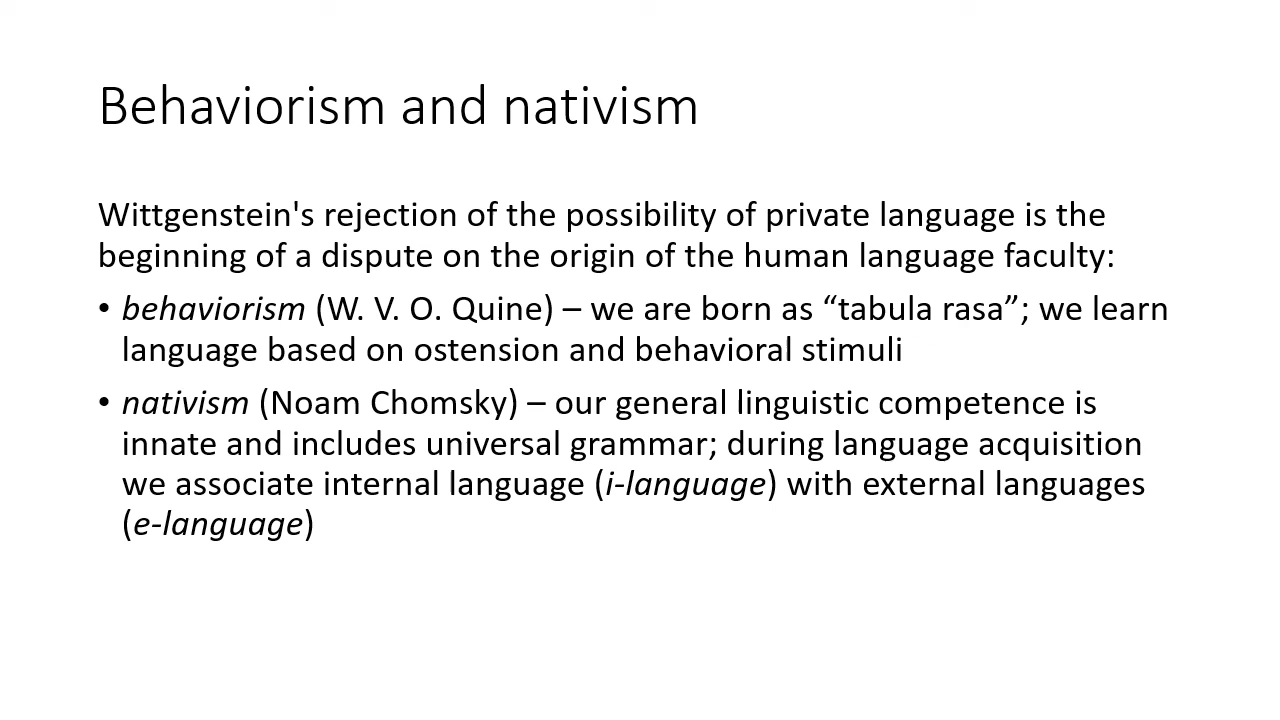 Behaviorism and nativism
Wittgenstein's rejection of the possibility of private language is the
beginning of a dispute on the origin of the human language faculty:
• behaviorism (W. V. O. Quine) – we are born as “tabula rasa”; we learn
language based on ostension and behavioral stimuli
• nativism (Noam Chomsky) – our general linguistic competence is
innate and includes universal grammar; during language acquisition
we associate internal language (i-language) with external languages
(e-language)